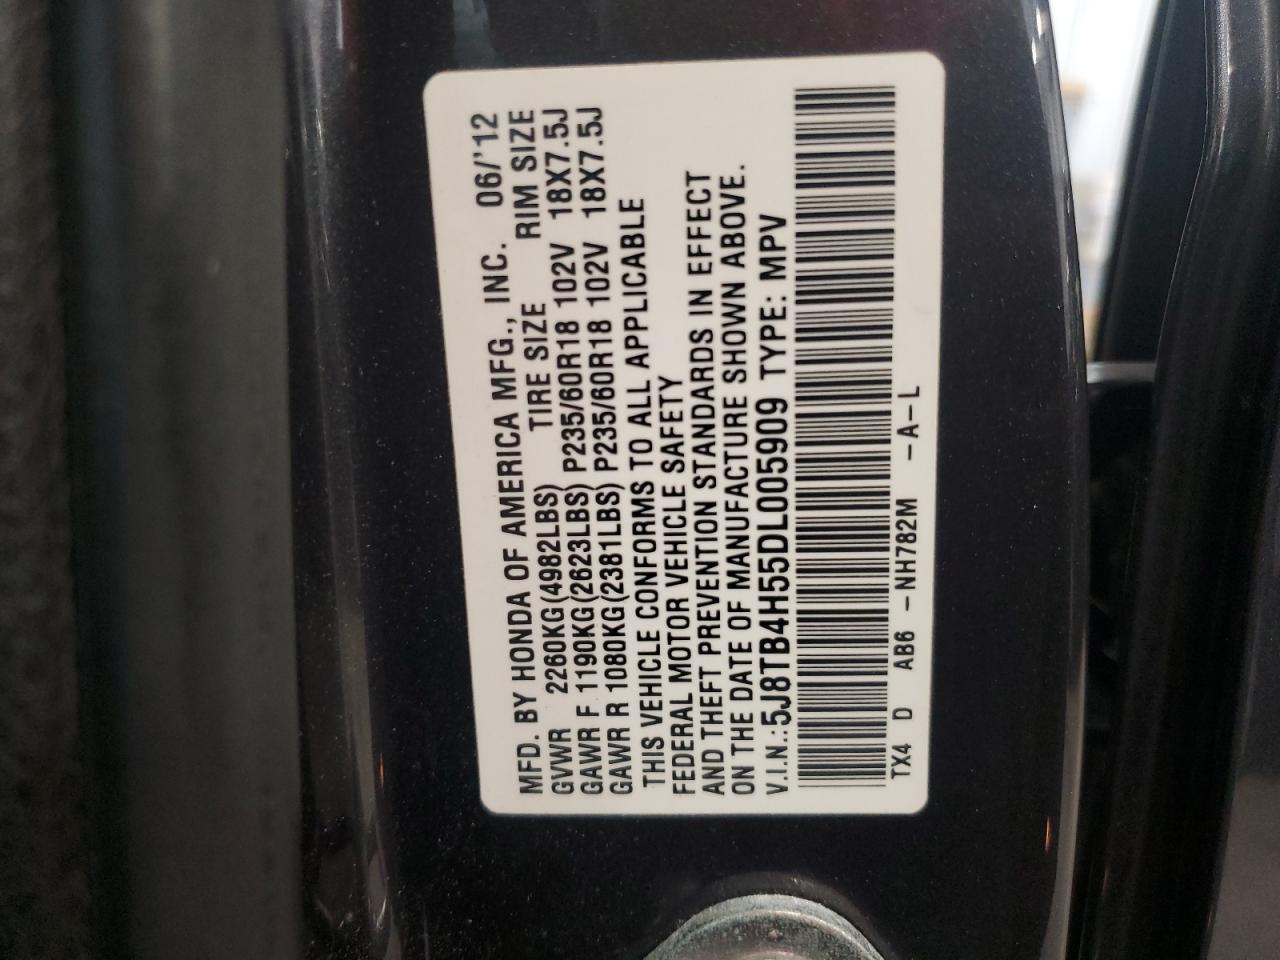 MFD. BY HONDA OF AMERICA MFG., INC. 06/'12
TIRE SIZE RIM SIZE
GVWR 2260KG(4982LBS)
GAWR F 1190KG(2623LBS) P235/60R18 102V 18X7.5J
GAWR R 1080KG(2381LBS) P235/60R18 102V 18X7.5J
THIS VEHICLE CONFORMS TO ALL APPLICABLE
FEDERAL MOTOR VEHICLE SAFETY
AND THEFT PREVENTION STANDARDS IN EFFECT
ON THE DATE OF MANUFACTURE SHOWN ABOVE.
V.I.N.:5J8TB4H55DL005909 TYPE: MPV
TX4 D AB6 -NH782M -A-L